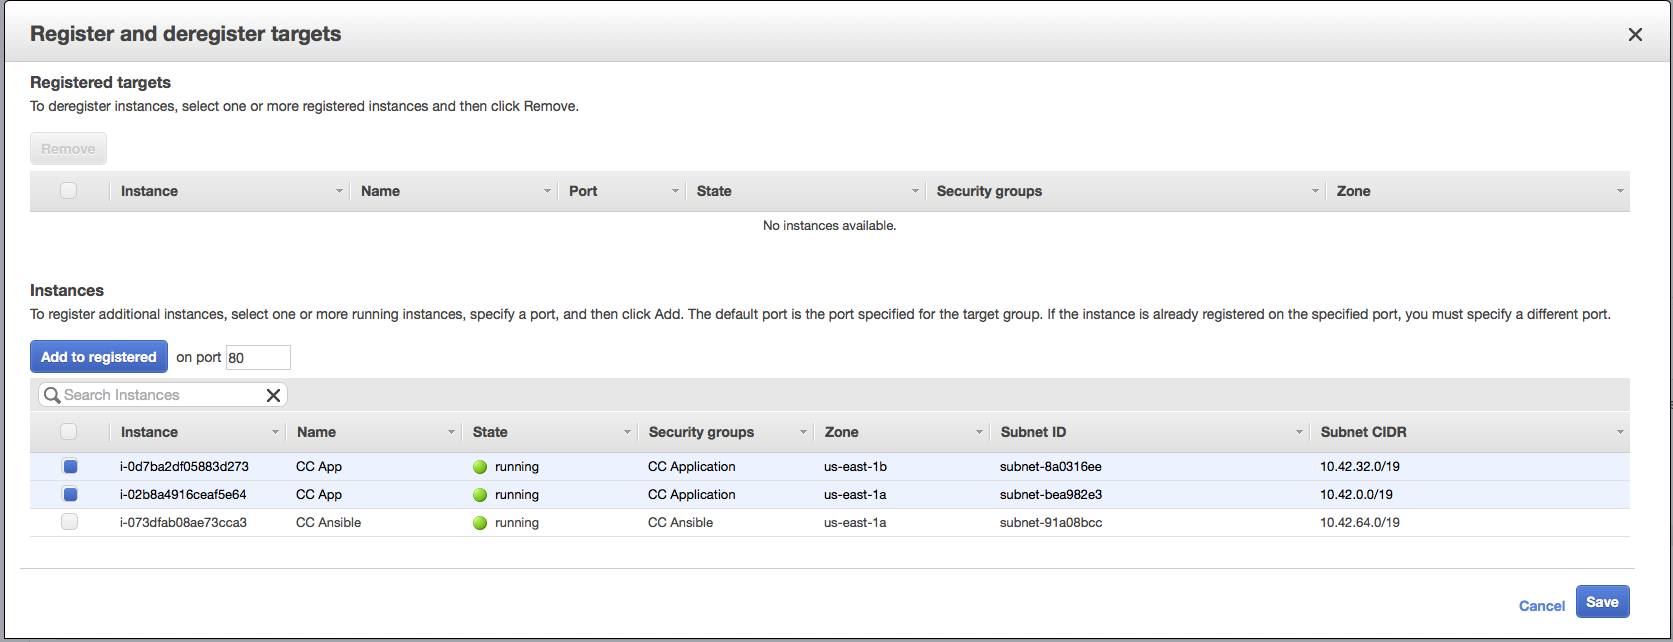 Register and deregister targets
Registered targets
To deregister instances, select one or more registered instances and then click Remove.
Remove
Instance Name Port State Security groups Zone
No instances available.
Instances
To register additional instances, select one or more running instances, specify a port, and then click Add. The default port is the port specified for the target group. If the instance is already registered on the specified port, you must specify a different port.
Add to registered on port 80
Search Instances
Instance Name State Security groups Zone Subnet ID Subnet CIDR
i-0d7ba2df05883d273 CC App running CC Application us-east-1b subnet-8a0316ee 10.42.32.0/19
i-02b8a4916ceaf5e64 CC App running CC Application us-east-1a subnet-bea982e3 10.42.0.0/19
i-073dfab08ae73cca3 CC Ansible running CC Ansible us-east-1a subnet-91a08bcc 10.42.64.0/19
Cancel Save